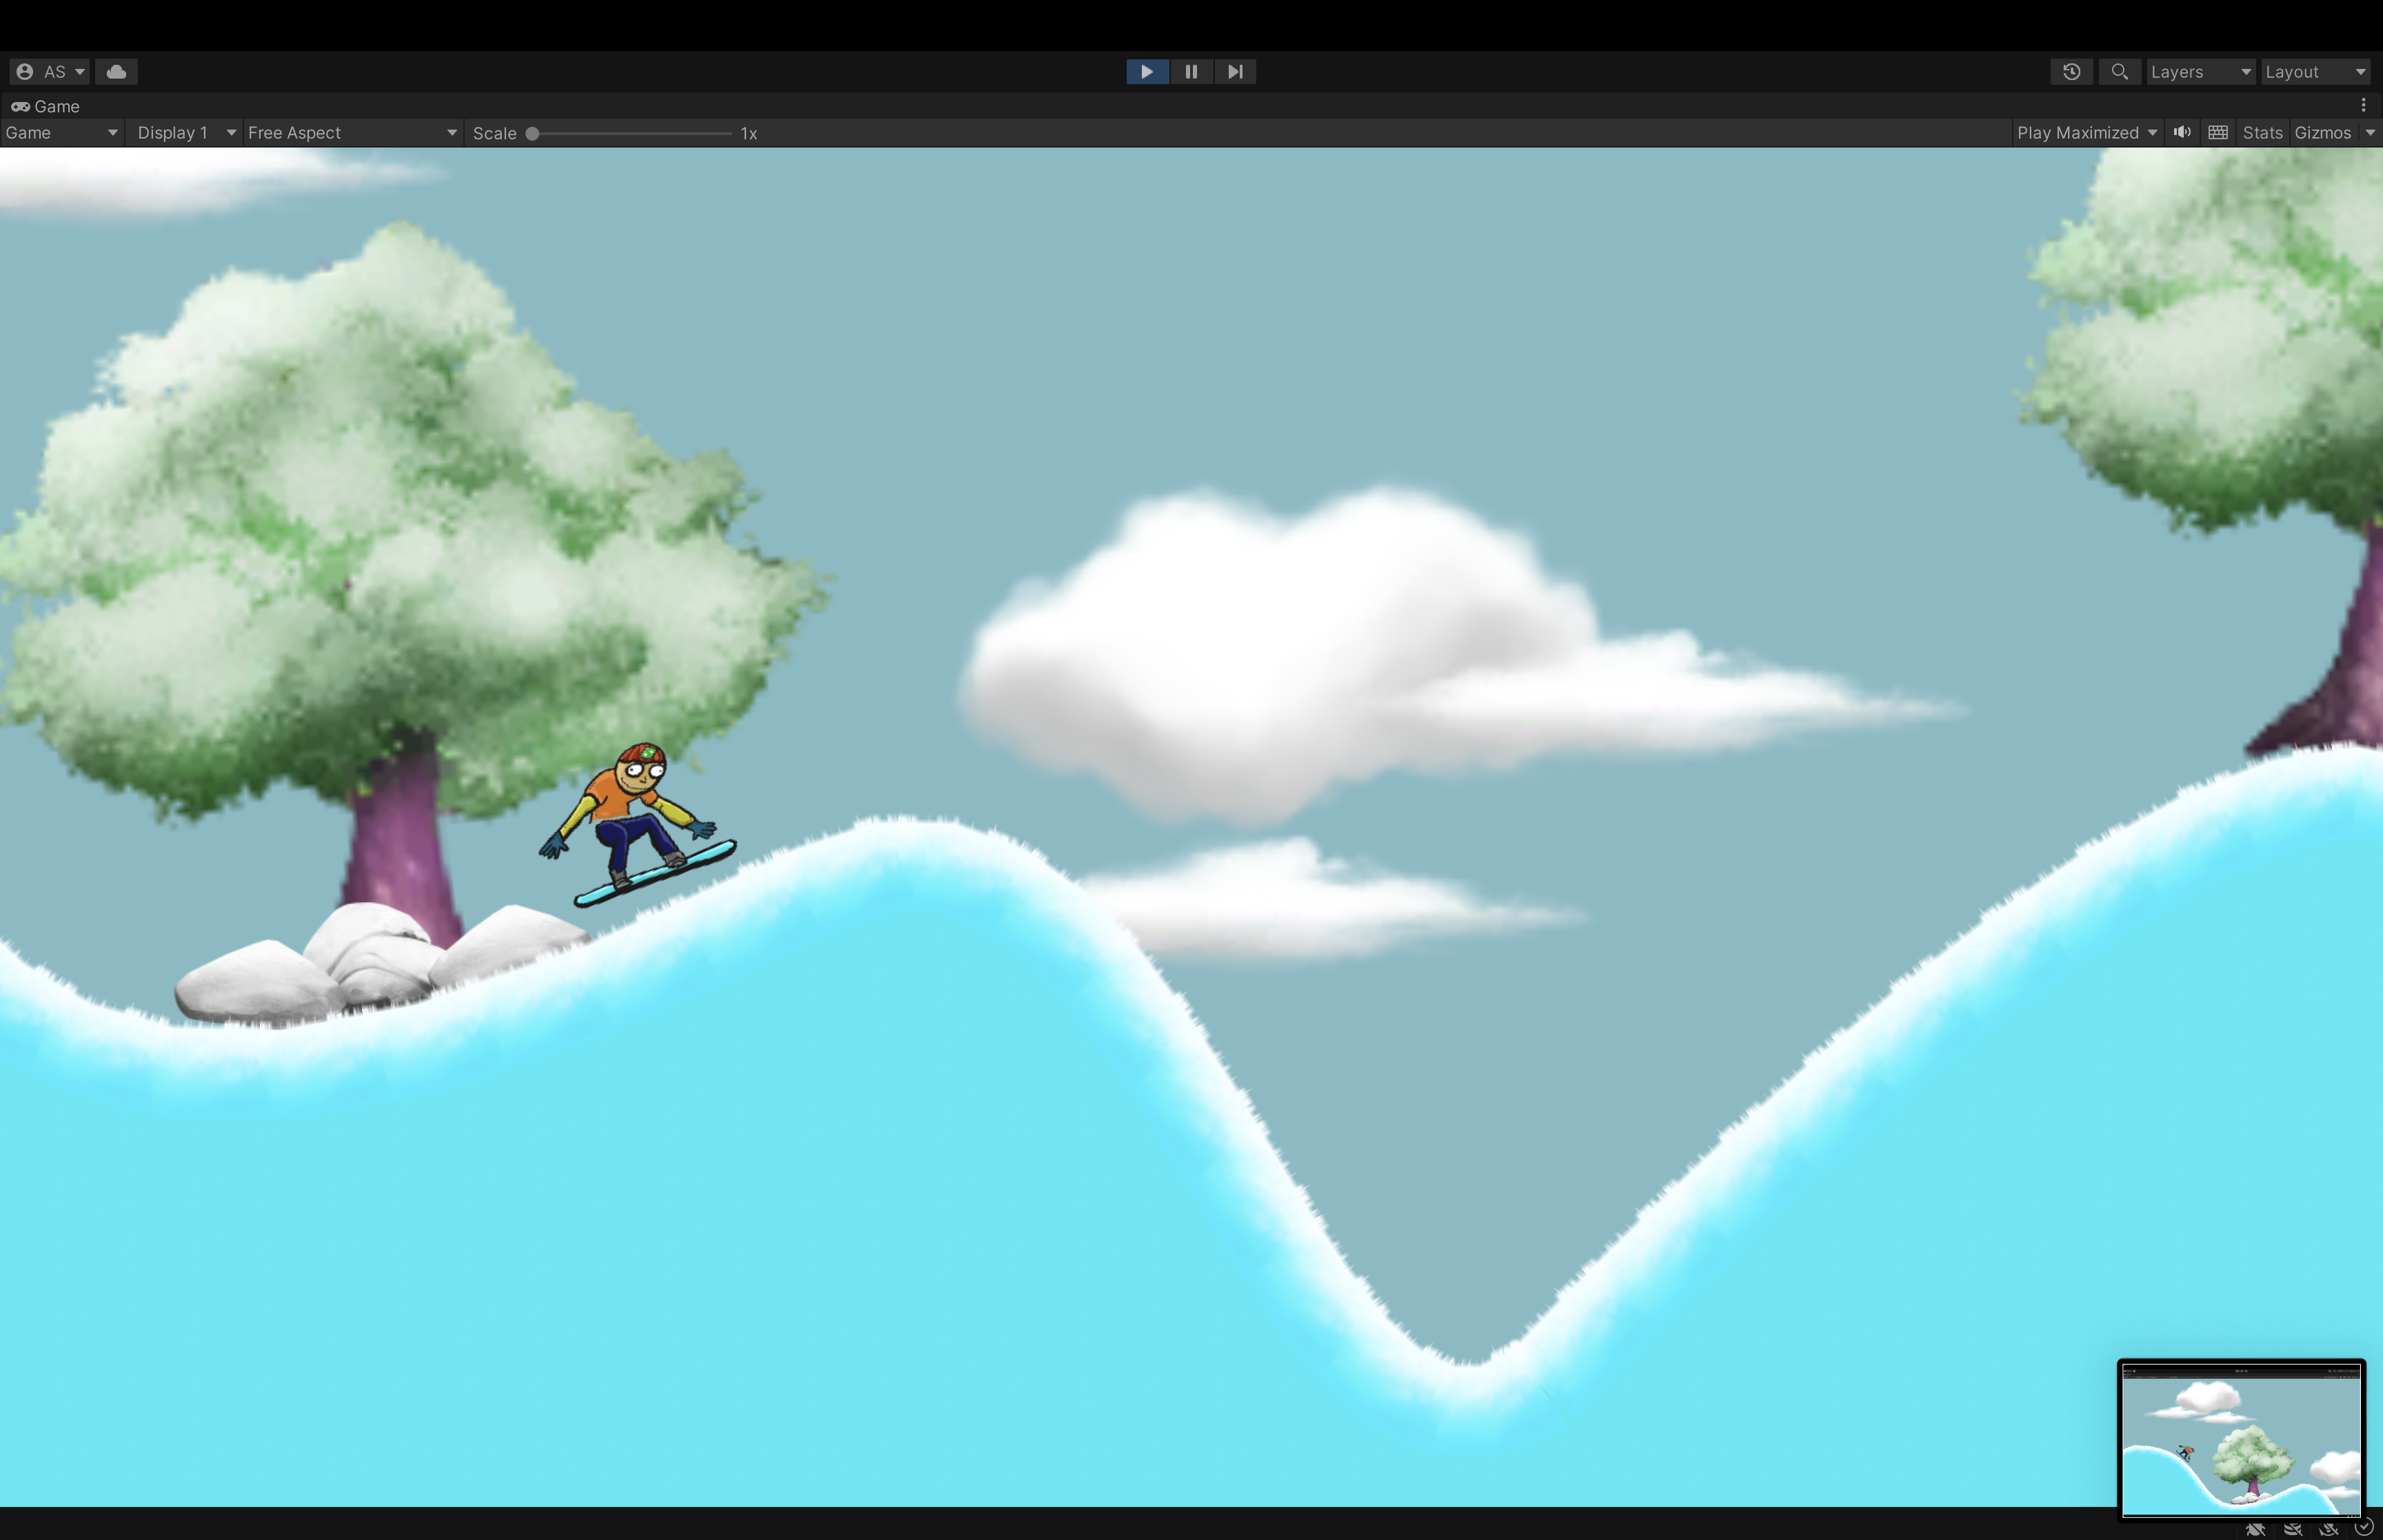 AS
Layers
Layout
Game
Game
Display 1
Free Aspect
Scale
1x
Play Maximized
Stats
Gizmos